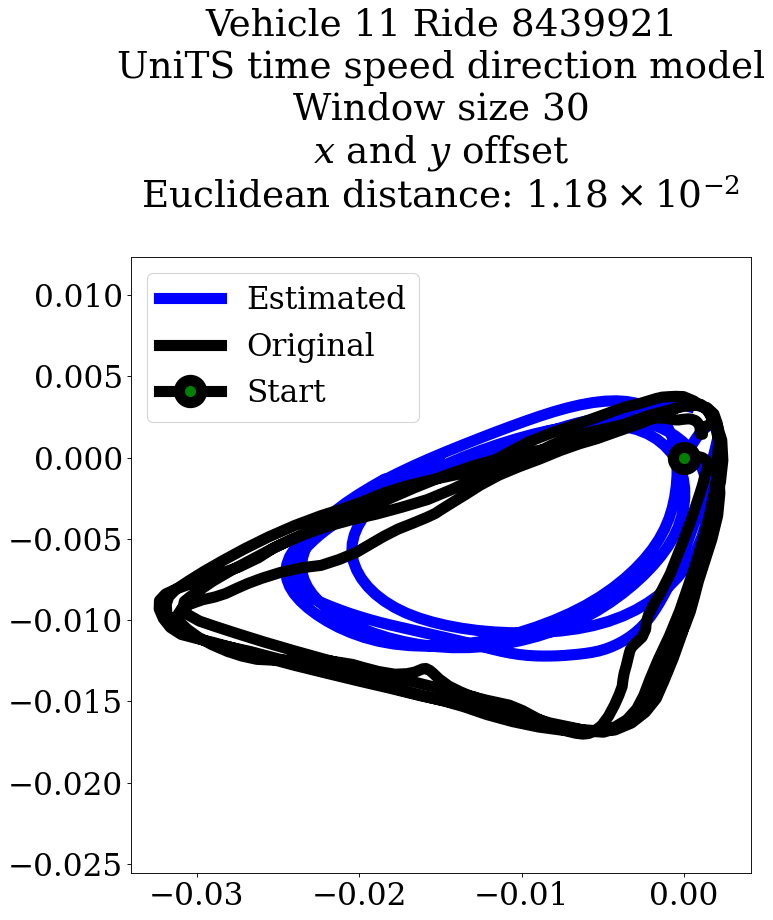 Vehicle 11 Ride 8439921
UniTS time speed direction model
Window size 30
x and y offset
Euclidean distance: 1.18 × 10⁻²
Estimated
Original
Start
0.010
0.005
0.000
−0.005
−0.010
−0.015
−0.020
−0.025
−0.03 −0.02 −0.01 0.00